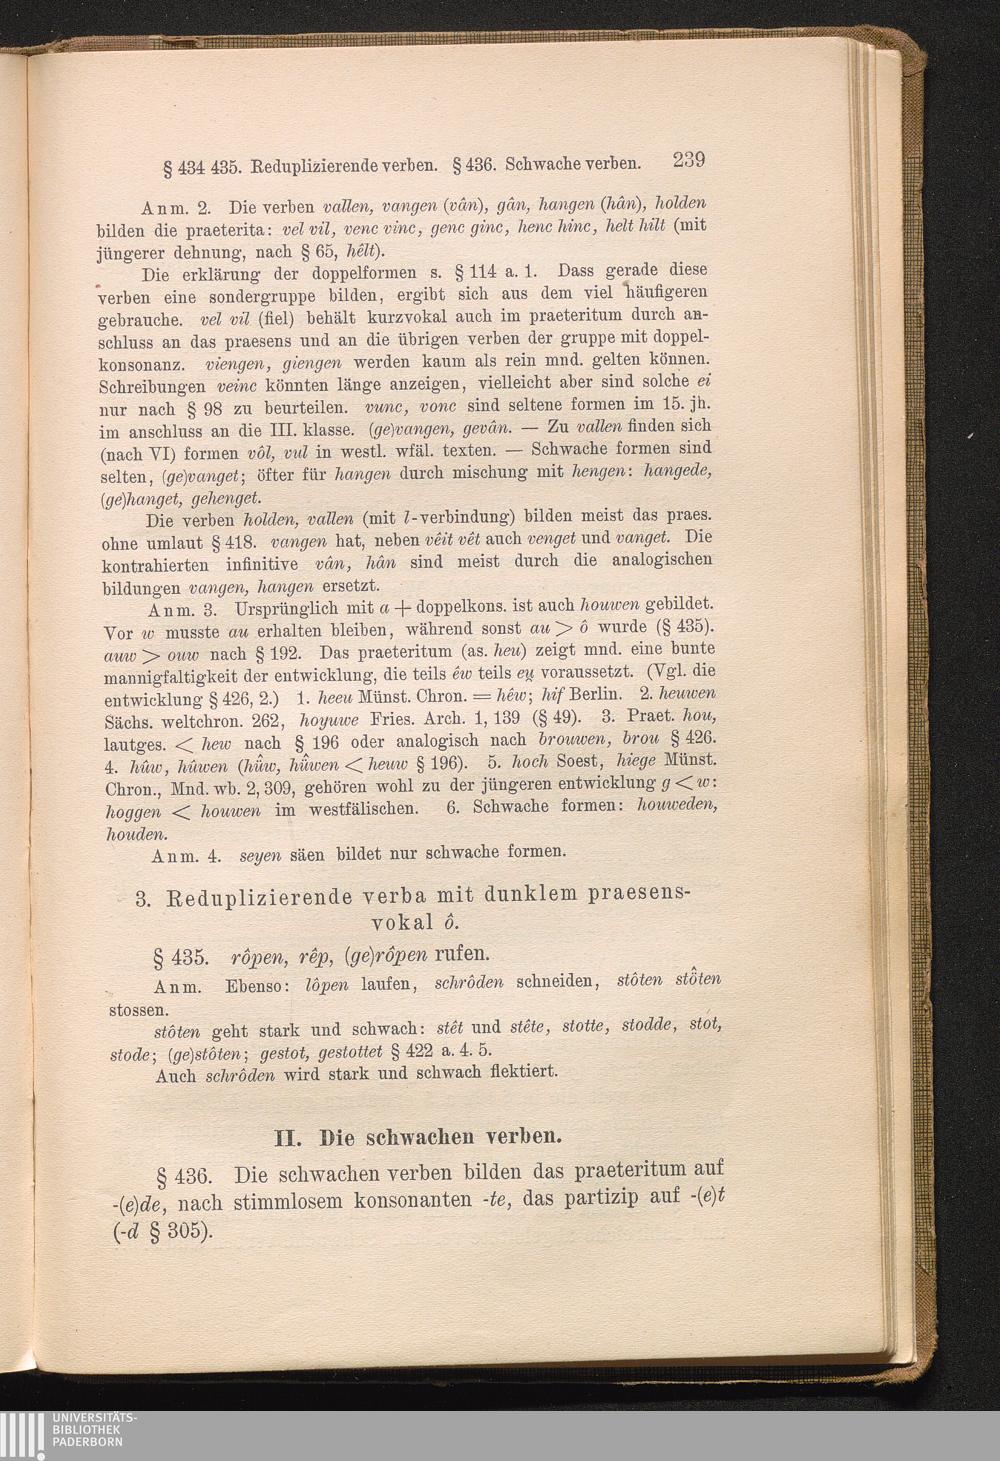 § 434 435. Reduplizierende verben. § 436. Schwache verben. 239
Anm. 2. Die verben vallen, vangen (vân), gân, hangen (hân), holden
bilden die praeterita: vel vil, venc vinc, genc ginc, henc hinc, helt hilt (mit
jüngerer dehnung, nach § 65, hêlt).
Die erklärung der doppelformen s. § 114 a. 1. Dass gerade diese
verben eine sondergruppe bilden, ergibt sich aus dem viel häufigeren
gebrauche. vel vil (fiel) behält kurzvokal auch im praeteritum durch an-
schluss an das praesens und an die übrigen verben der gruppe mit doppel-
konsonanz. viengen, giengen werden kaum als rein mnd. gelten können.
Schreibungen veinc könnten länge anzeigen, vielleicht aber sind solche ei
nur nach § 98 zu beurteilen. vunc, vonc sind seltene formen im 15. jh.
im anschluss an die III. klasse. (ge)vangen, gevân. — Zu vallen finden sich
(nach VI) formen vôl, vul in westl. wfäl. texten. — Schwache formen sind
selten, (ge)vanget; öfter für hangen durch mischung mit hengen: hangede,
(ge)hanget, gehenget.
Die verben holden, vallen (mit l-verbindung) bilden meist das praes.
ohne umlaut § 418. vangen hat, neben vêit vêt auch venget und vanget. Die
kontrahierten infinitive vân, hân sind meist durch die analogischen
bildungen vangen, hangen ersetzt.
Anm. 3. Ursprünglich mit a + doppelkons. ist auch houwen gebildet.
Vor w musste au erhalten bleiben, während sonst au > ô wurde (§ 435).
auw > ouw nach § 192. Das praeteritum (as. heu) zeigt mnd. eine bunte
mannigfaltigkeit der entwicklung, die teils êw teils eu̯ voraussetzt. (Vgl. die
entwicklung § 426, 2.) 1. heeu Münst. Chron. = hêw; hif Berlin. 2. heuwen
Sächs. weltchron. 262, hoyuwe Fries. Arch. 1, 139 (§ 49). 3. Praet. hou,
lautges. < hew nach § 196 oder analogisch nach brouwen, brou § 426.
4. hûw, hûwen (hü̂w, hü̂wen < heuw § 196). 5. hoch Soest, hiege Münst.
Chron., Mnd. wb. 2, 309, gehören wohl zu der jüngeren entwicklung g < w:
hoggen < houwen im westfälischen. 6. Schwache formen: houweden,
houden.
Anm. 4. seyen säen bildet nur schwache formen.
3. Reduplizierende verba mit dunklem praesens-
vokal ô.
§ 435. rôpen, rêp, (ge)rôpen rufen.
Anm. Ebenso: lôpen laufen, schrôden schneiden, stôten stö̂ten
stossen.
stôten geht stark und schwach: stêt und stête, stotte, stodde, stot,
stode; (ge)stôten; gestot, gestottet § 422 a. 4. 5.
Auch schrôden wird stark und schwach flektiert.
II. Die schwachen verben.
§ 436. Die schwachen verben bilden das praeteritum auf
-(e)de, nach stimmlosem konsonanten -te, das partizip auf -(e)t
(-d § 305).
UNIVERSITÄTS-
BIBLIOTHEK
PADERBORN